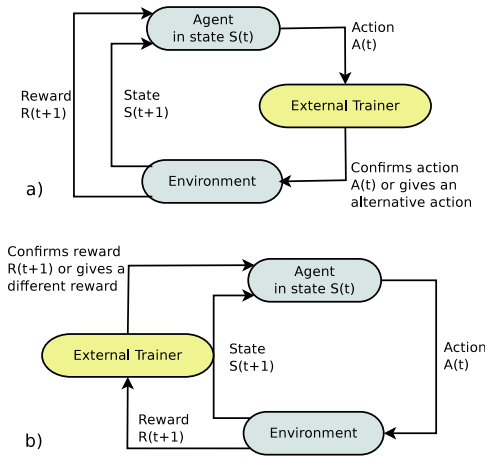 Agent
in state S(t)
Action
A(t)
Reward
R(t+1)
State
S(t+1)
External Trainer
Environment
Confirms action
A(t) or gives an
alternative action
a)
Confirms reward
R(t+1) or gives a
different reward
Agent
in state S(t)
External Trainer
State
S(t+1)
Action
A(t)
Reward
R(t+1)
Environment
b)